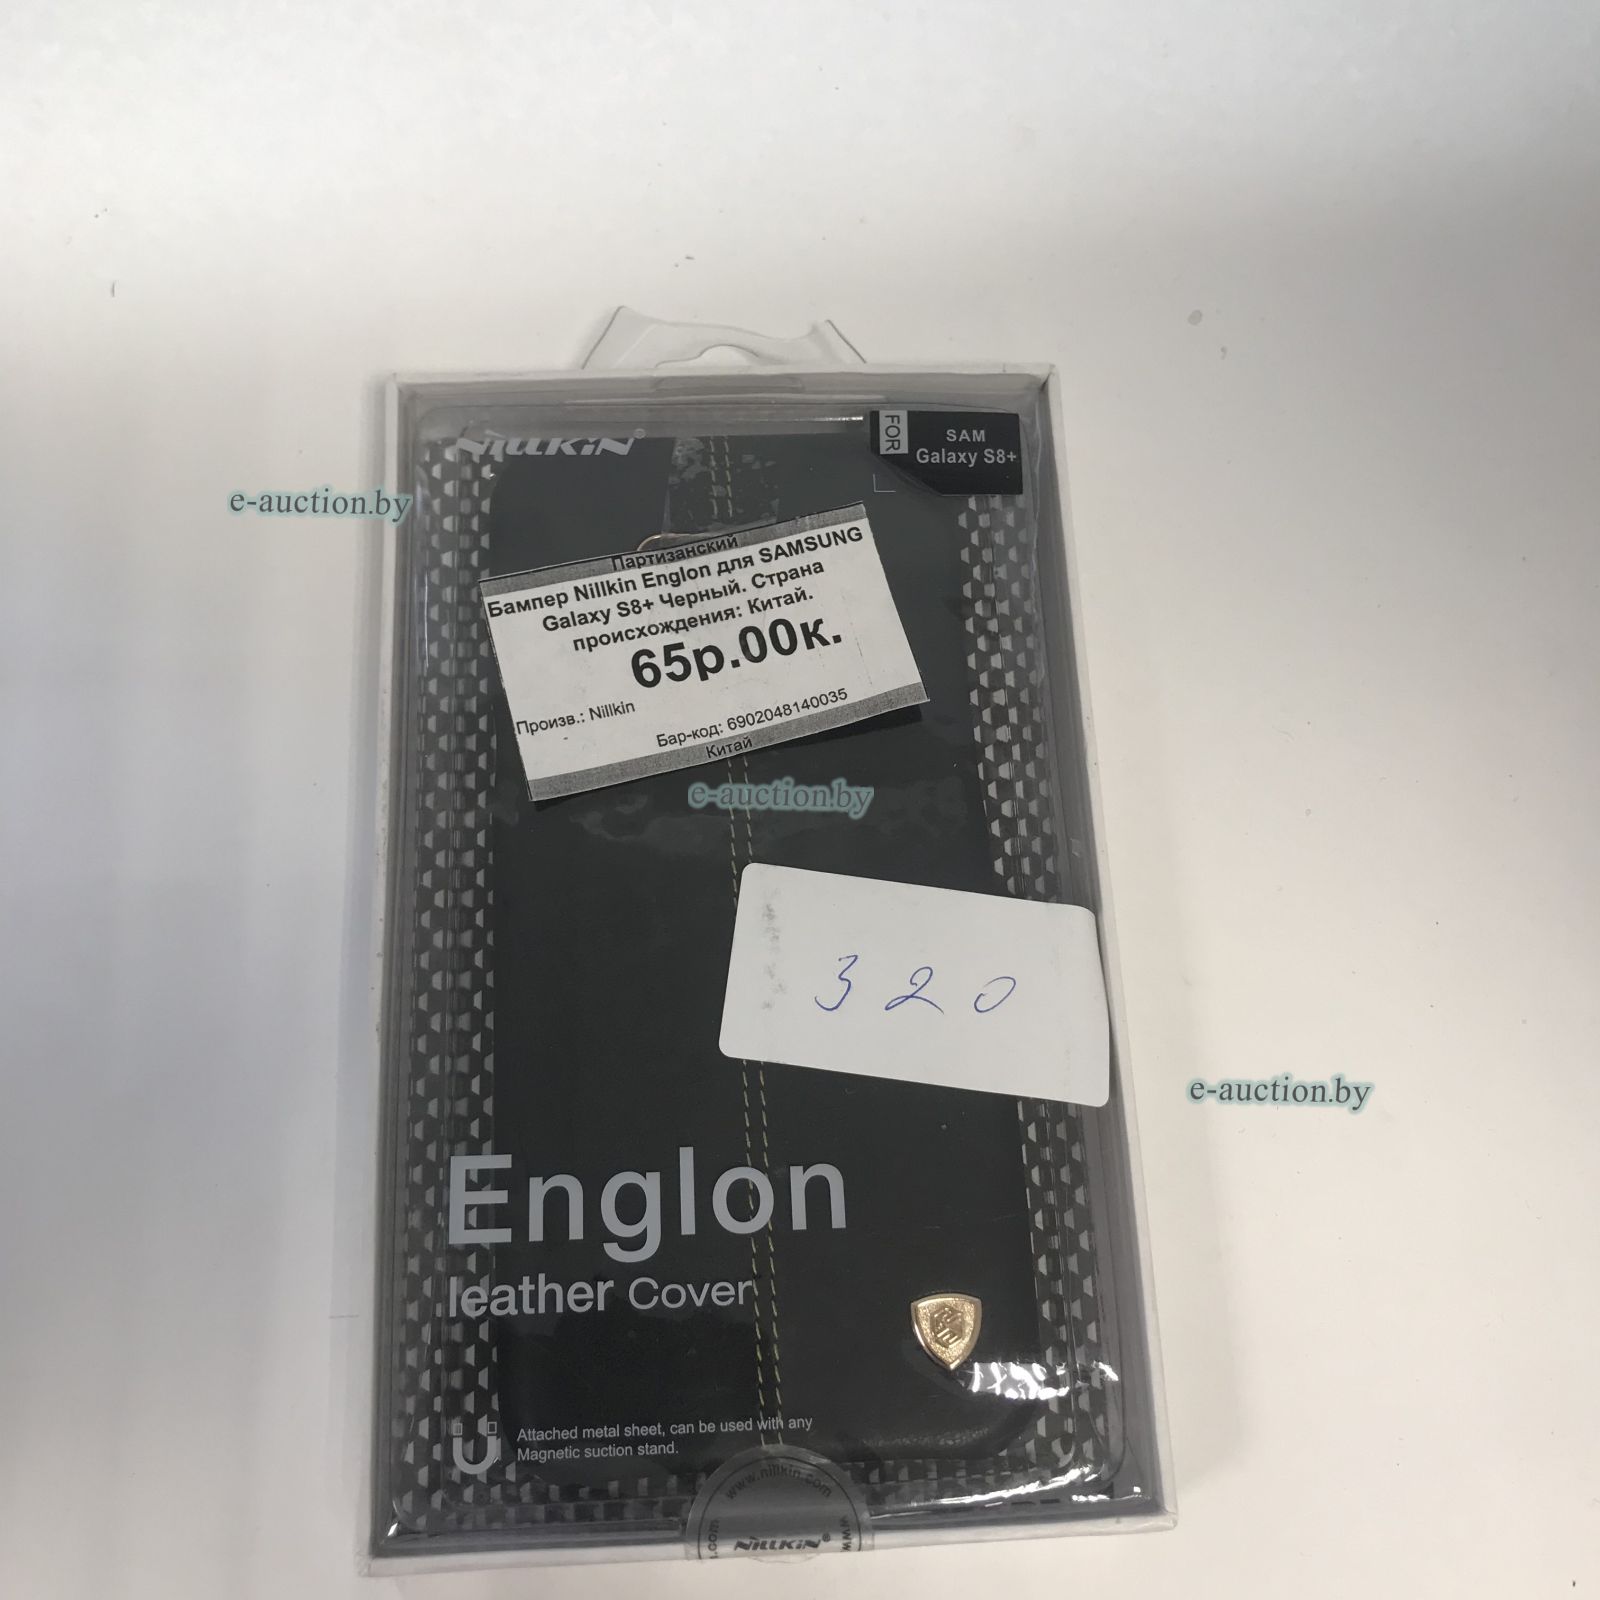 NiLLKiN®
FOR
SAM
Galaxy S8+
e-auction.by
Партизанский
Бампер Nillkin Englon для SAMSUNG
Galaxy S8+ Черный. Страна
происхождения: Китай.
65р.00к.
Произв.: Nillkin
Бар-код: 6902048140035
Китай
e-auction.by
320
e-auction.by
Englon
leather Cover
Attached metal sheet, can be used with any
Magnetic suction stand.
www.nillkin.com
NiLLKiN®